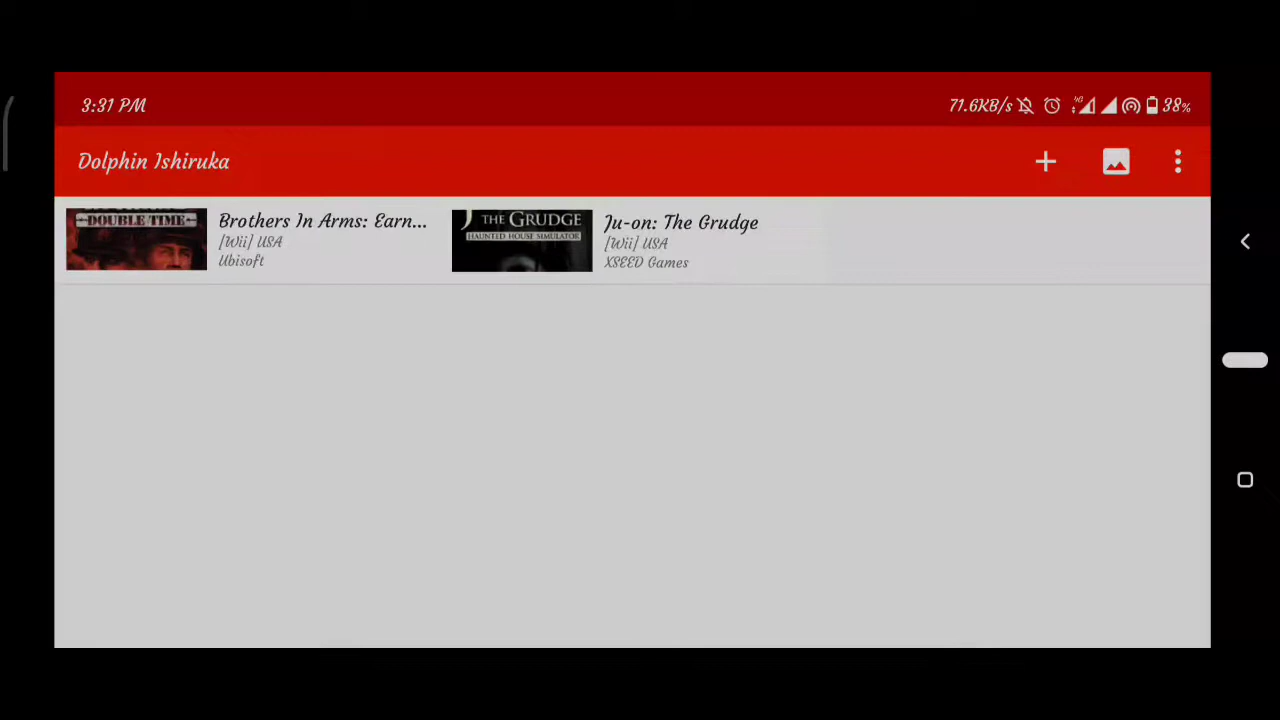 3:31 PM
71.6KB/s 4G 38%
Dolphin Ishiruka
DOUBLE TIME
Brothers In Arms: Earn...
[Wii] USA
Ubisoft
THE GRUDGE
HAUNTED HOUSE SIMULATOR
Ju-on: The Grudge
[Wii] USA
XSEED Games